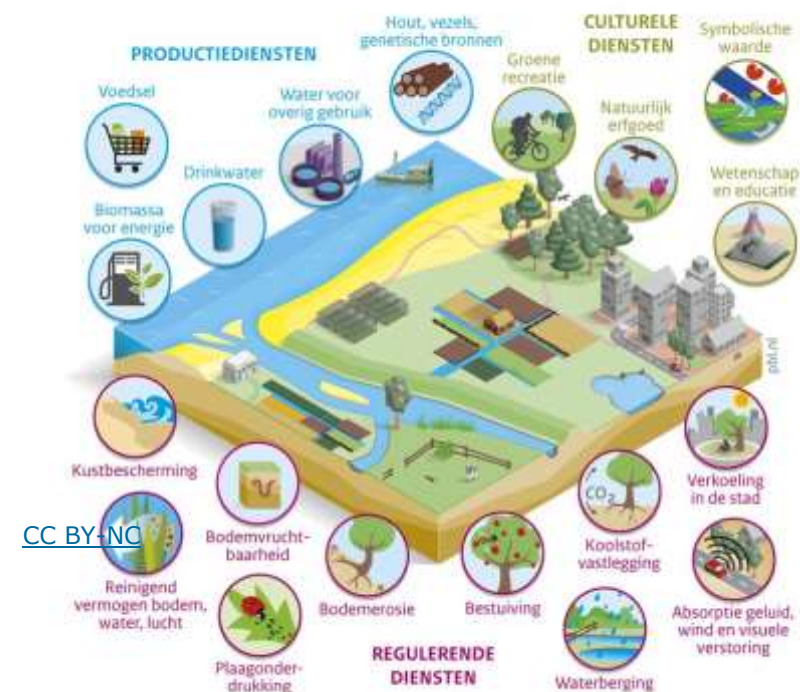 PRODUCTIEDIENSTEN
Voedsel
Drinkwater
Biomassa
voor energie
Water voor
overig gebruik
Hout, vezels,
genetische bronnen
CULTURELE
DIENSTEN
Groene
recreatie
Natuurlijk
erfgoed
Symbolische
waarde
Wetenschap
en educatie
pbl.nl
Kustbescherming
CC BY-NC
Reinigend
vermogen bodem,
water, lucht
Bodemvrucht-
baarheid
Plaagonder-
drukking
Bodemerosie
REGULERENDE
DIENSTEN
Bestuiving
CO2
Koolstof-
vastlegging
Waterberging
Verkoeling
in de stad
Absorptie geluid,
wind en visuele
verstoring